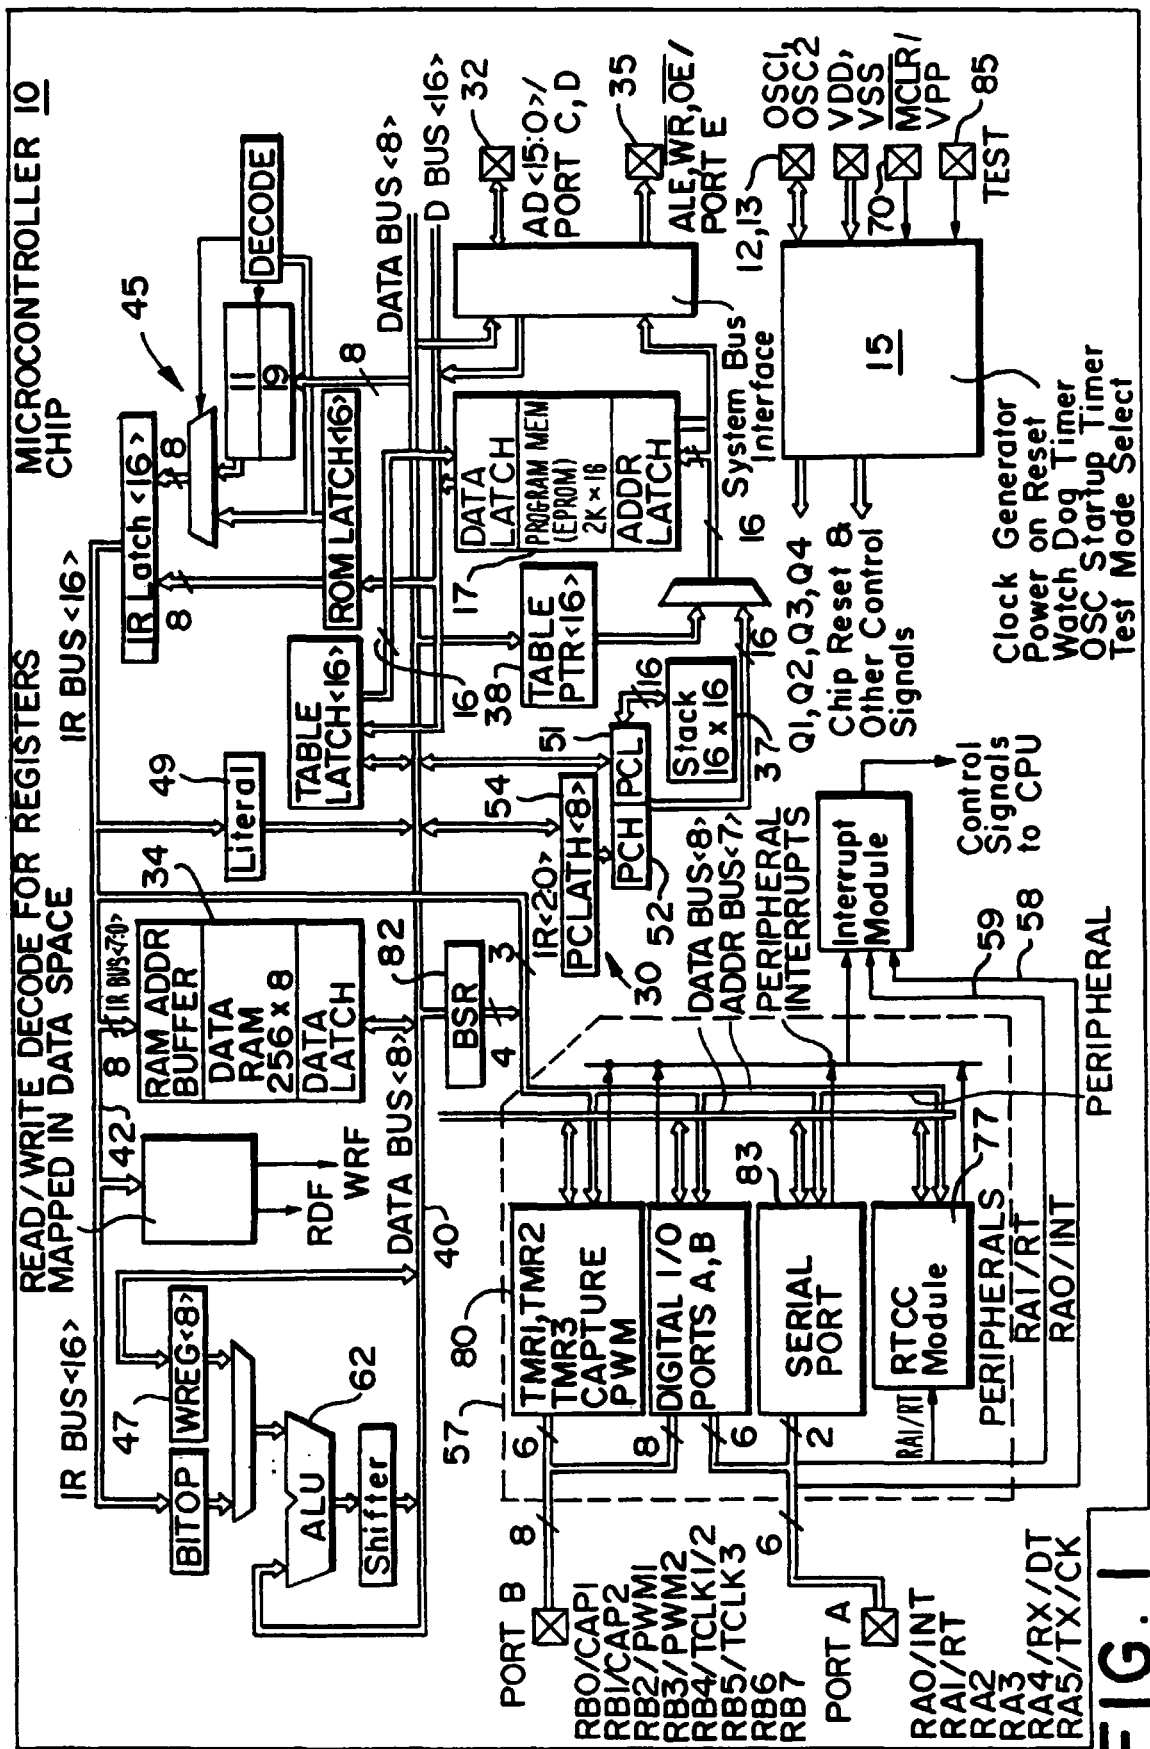 MICROCONTROLLER 10
CHIP
READ/WRITE DECODE FOR REGISTERS
MAPPED IN DATA SPACE
IR BUS<16>
IR BUS<16>
47
BITOP
WREG<8>
62
ALU
Shifter
RDF
WRF
42
8
IR BUS<7:0>
34
RAM ADDR
BUFFER
DATA
RAM
256 x 8
DATA
LATCH
DATA BUS<8>
40
82
BSR
4
3
49
Literal
TABLE
LATCH<16>
IR Latch <16>
8
8
45
11
9
DECODE
ROM LATCH<16>
8
16
DATA BUS<8>
D BUS<16>
38
TABLE
PTR<16>
17
DATA
LATCH
PROGRAM MEM
(EPROM)
2K x 16
ADDR
LATCH
16
16
System Bus
Interface
32
AD<15:0>/
PORT C, D
35
ALE, WR, OE/
PORT E
IR<2:0>
54
PCLATH<8>
30
51
PCH
PCL
52
16
Stack
16 x 16
37
12, 13
OSC1,
OSC2
VDD,
VSS
70
MCLR/
VPP
85
TEST
15
Q1, Q2, Q3, Q4
Chip Reset &
Other Control
Signals
Clock Generator
Power on Reset
Watch Dog Timer
OSC Startup Timer
Test Mode Select
DATA BUS<8>
ADDR BUS<7>
PERIPHERAL
INTERRUPTS
Interrupt
Module
Control
Signals
to CPU
59
58
PERIPHERAL
57
80
TMR1, TMR2
TMR3
CAPTURE
PWM
DIGITAL I/O
PORTS A, B
83
SERIAL
PORT
77
RTCC
Module
RA1/RT
PERIPHERALS
RA1/RT
RA0/INT
6
8
6
2
8
6
PORT B
RB0/CAP1
RB1/CAP2
RB2/PWM1
RB3/PWM2
RB4/TCLK1/2
RB5/TCLK3
RB6
RB7
PORT A
RA0/INT
RA1/RT
RA2
RA3
RA4/RX/DT
RA5/TX/CK
FIG. 1